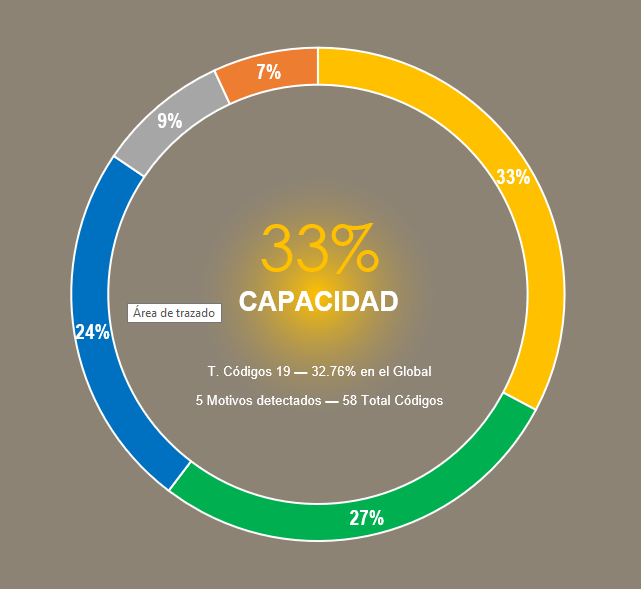 7%
9%
33%
33%
CAPACIDAD
Área de trazado
24%
T. Códigos 19 — 32.76% en el Global
5 Motivos detectados — 58 Total Códigos
27%